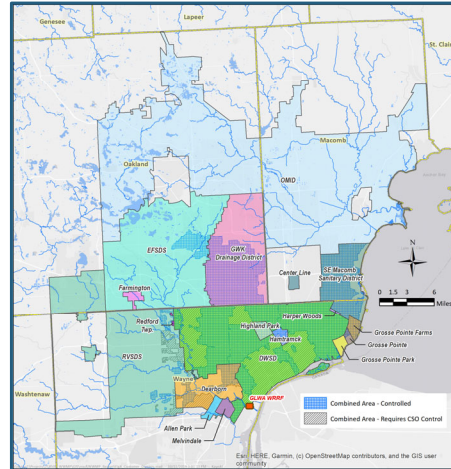 Genesee
Lapeer
St. Clair
Macomb
Oakland
OMID
EFSDS
GWK
Drainage District
Center Line
SE Macomb
Sanitary District
N
0 1.5 3 6
Miles
Farmington
Harper Woods
Redford
Twp.
Highland Park
Grosse Pointe Farms
Hamtramck
Grosse Pointe
RVSDS
DWSD
Grosse Pointe Park
Washtenaw
Wayne
Dearborn
GLWA WRRF
Allen Park
Melvindale
Combined Area - Controlled
Combined Area - Requires CSO Control
Esri, HERE, Garmin, (c) OpenStreetMap contributors, and the GIS user
community